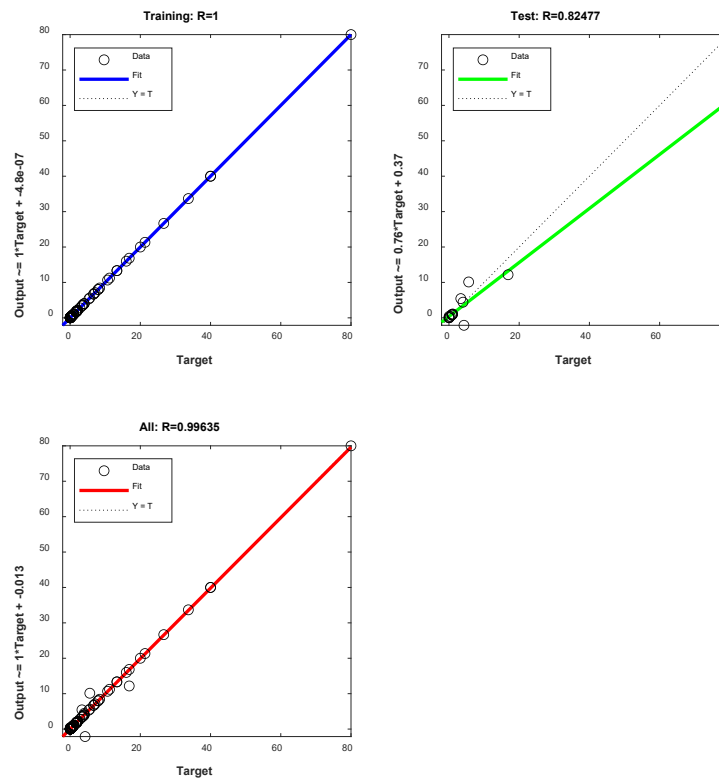 Training: R=1
Output ~= 1*Target + -4.8e-07
80
70
60
50
40
30
20
10
0
Data
Fit
Y = T
0 20 40 60 80
Target
Test: R=0.82477
Output ~= 0.76*Target + 0.37
80
70
60
50
40
30
20
10
0
Data
Fit
Y = T
0 20 40 60
Target
All: R=0.99635
Output ~= 1*Target + -0.013
80
70
60
50
40
30
20
10
0
Data
Fit
Y = T
0 20 40 60 80
Target